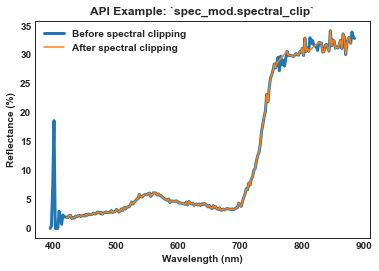 API Example: `spec_mod.spectral_clip`
Before spectral clipping
After spectral clipping
Reflectance (%)
35
30
25
20
15
10
5
0
400 500 600 700 800 900
Wavelength (nm)